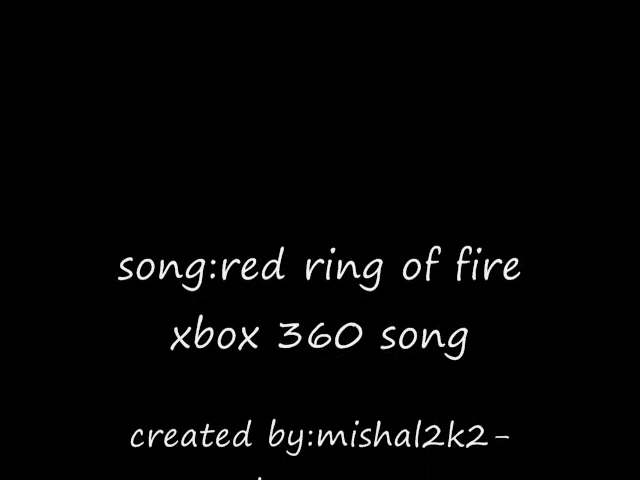 song:red ring of fire
xbox 360 song
created by:mishal2k2-